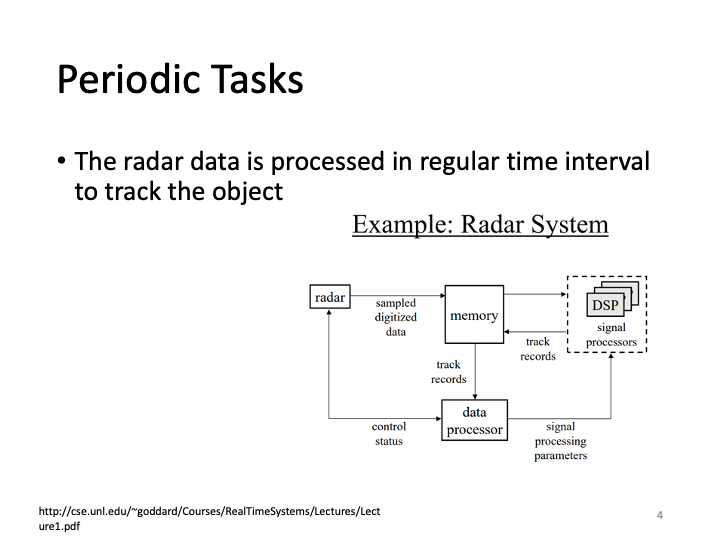 Periodic Tasks
• The radar data is processed in regular time interval
to track the object
Example: Radar System
radar
sampled
digitized
data
memory
DSP
signal
processors
track
records
track
records
data
processor
control
status
signal
processing
parameters
http://cse.unl.edu/~goddard/Courses/RealTimeSystems/Lectures/Lect
ure1.pdf
4